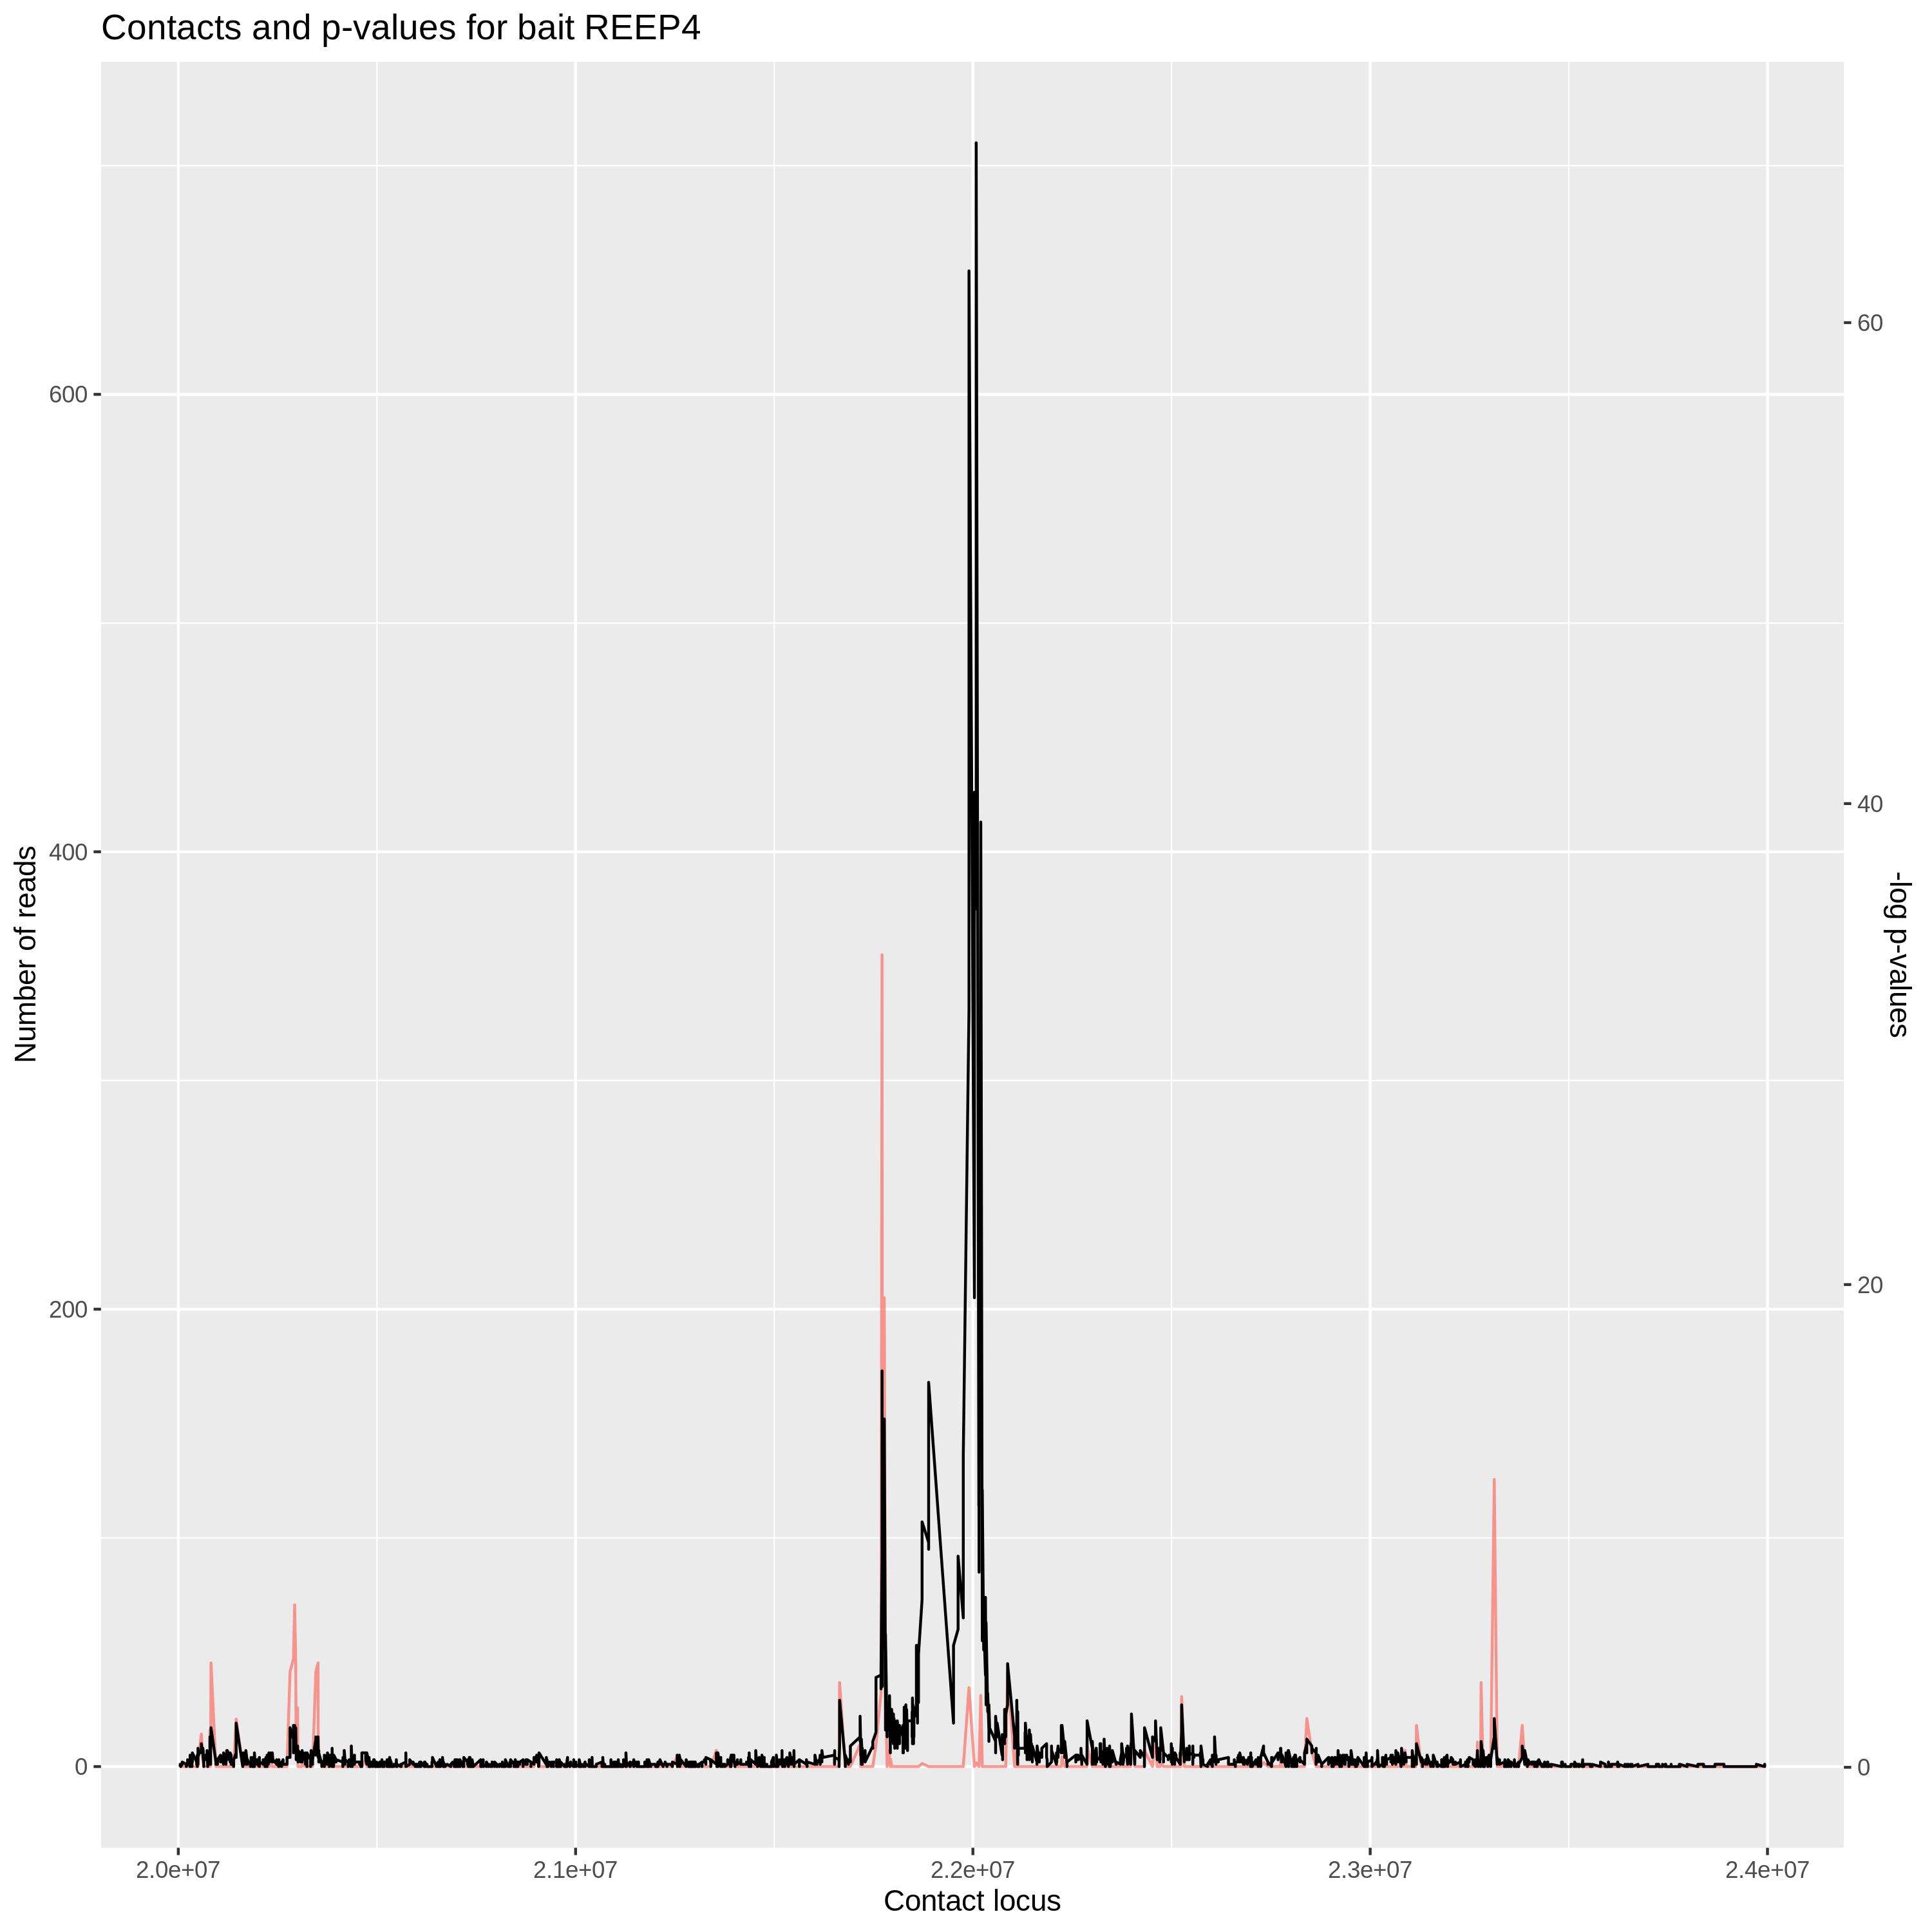 Contacts and p-values for bait REEP4
Number of reads
600
400
200
0
60
40
20
0
-log p-values
2.0e+07 2.1e+07 2.2e+07 2.3e+07 2.4e+07
Contact locus